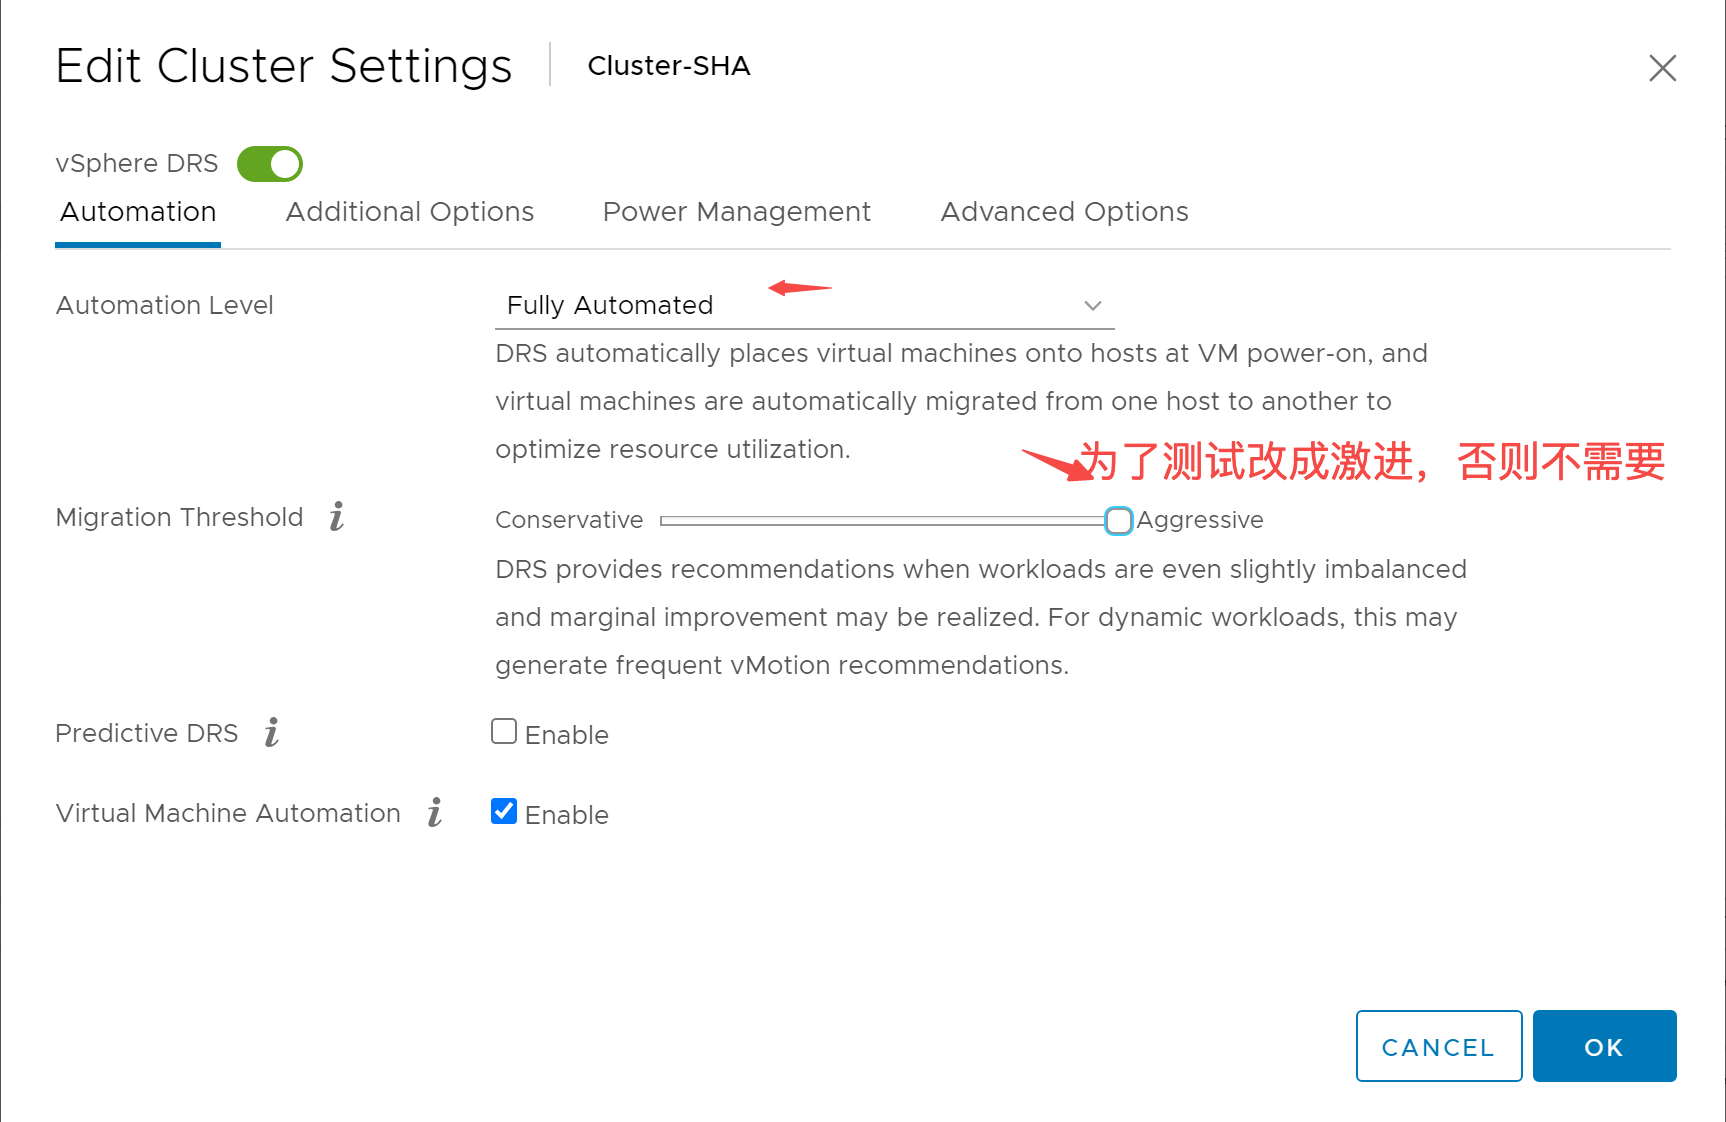 Edit Cluster Settings Cluster-SHA
vSphere DRS
Automation Additional Options Power Management Advanced Options
Automation Level Fully Automated
DRS automatically places virtual machines onto hosts at VM power-on, and
virtual machines are automatically migrated from one host to another to
optimize resource utilization.
为了测试改成激进，否则不需要
Migration Threshold i Conservative Aggressive
DRS provides recommendations when workloads are even slightly imbalanced
and marginal improvement may be realized. For dynamic workloads, this may
generate frequent vMotion recommendations.
Predictive DRS i Enable
Virtual Machine Automation i Enable
CANCEL OK